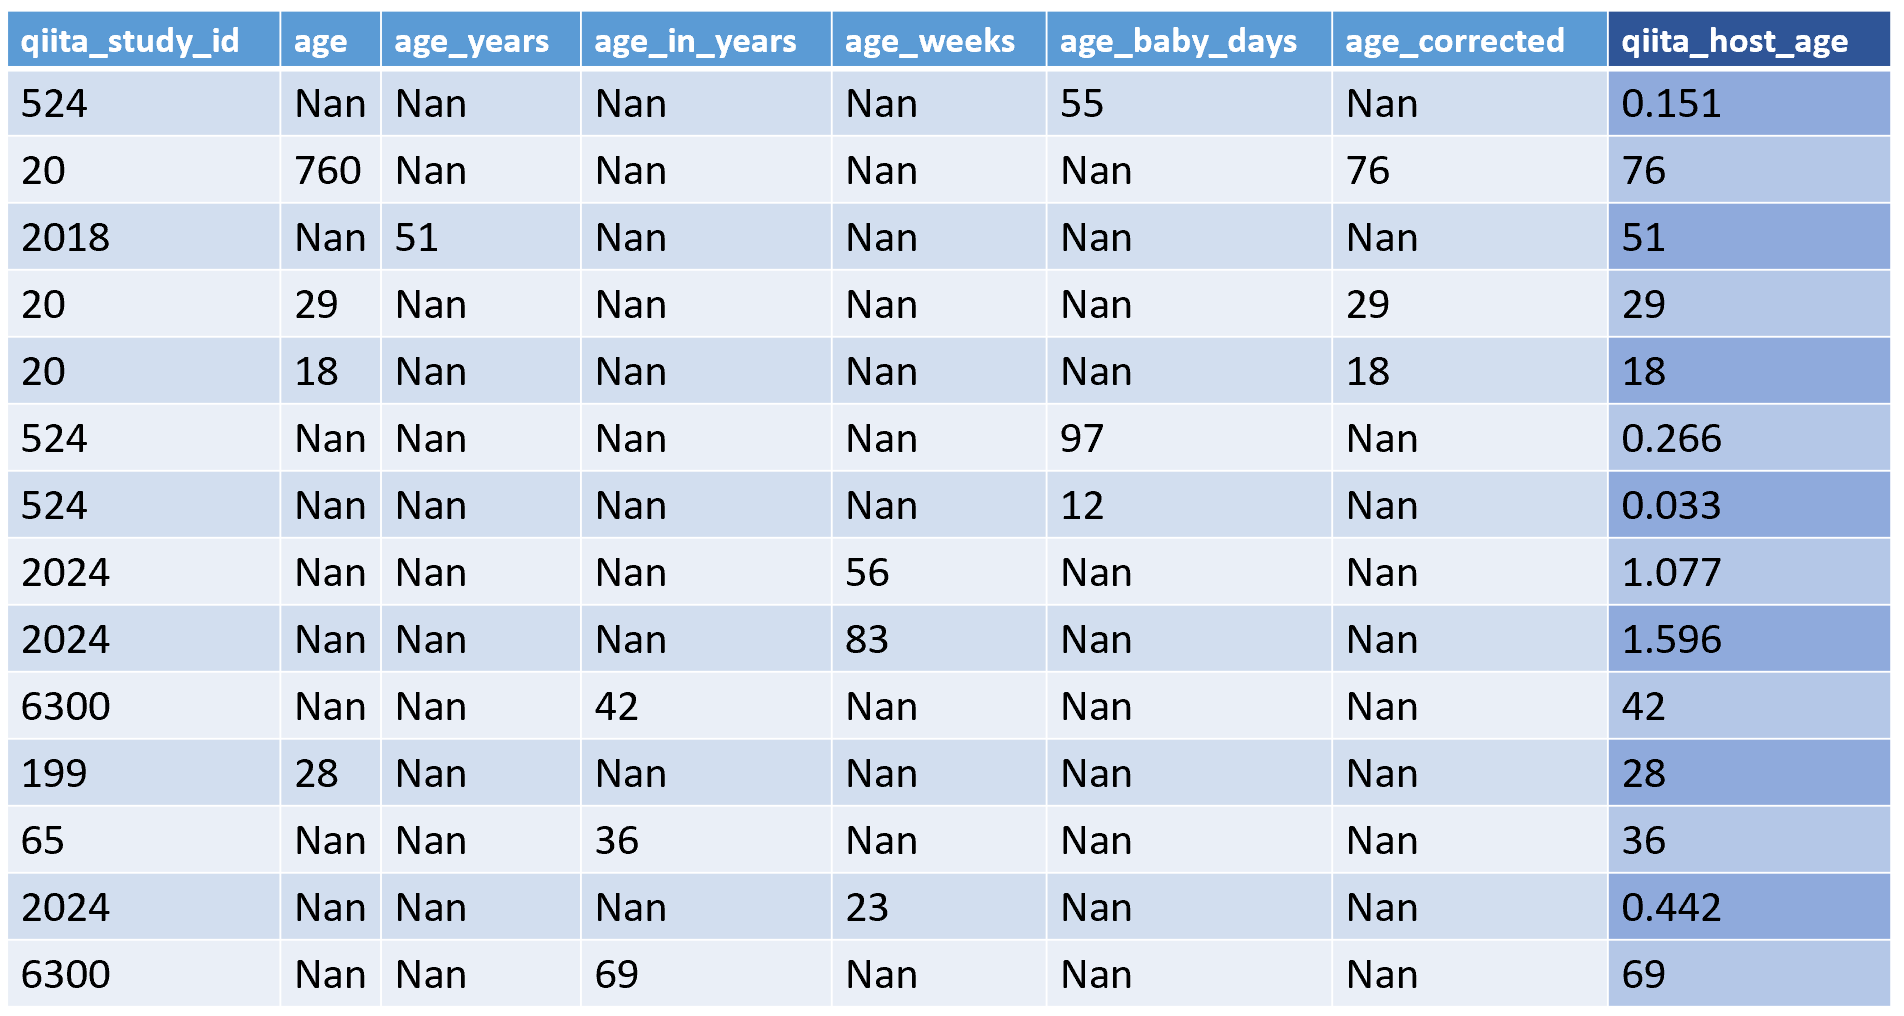 qiita_study_id age age_years age_in_years age_weeks age_baby_days age_corrected qiita_host_age
524 Nan Nan Nan Nan 55 Nan 0.151
20 760 Nan Nan Nan Nan 76 76
2018 Nan 51 Nan Nan Nan Nan 51
20 29 Nan Nan Nan Nan 29 29
20 18 Nan Nan Nan Nan 18 18
524 Nan Nan Nan Nan 97 Nan 0.266
524 Nan Nan Nan Nan 12 Nan 0.033
2024 Nan Nan Nan 56 Nan Nan 1.077
2024 Nan Nan Nan 83 Nan Nan 1.596
6300 Nan Nan 42 Nan Nan Nan 42
199 28 Nan Nan Nan Nan Nan 28
65 Nan Nan 36 Nan Nan Nan 36
2024 Nan Nan Nan 23 Nan Nan 0.442
6300 Nan Nan 69 Nan Nan Nan 69